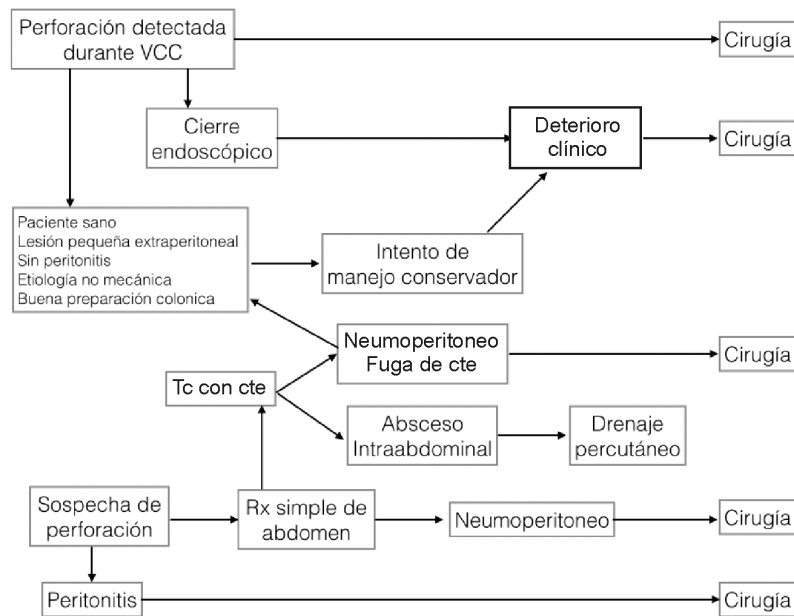 Perforación detectada
durante VCC
Cirugía
Cierre
endoscópico
Deterioro
clínico
Cirugía
Paciente sano
Lesión pequeña extraperitoneal
Sin peritonitis
Etiología no mecánica
Buena preparación colonica
Intento de
manejo conservador
Neumoperitoneo
Fuga de cte
Cirugía
Tc con cte
Absceso
Intraabdominal
Drenaje
percutáneo
Sospecha de
perforación
Rx simple de
abdomen
Neumoperitoneo
Cirugía
Peritonitis
Cirugía